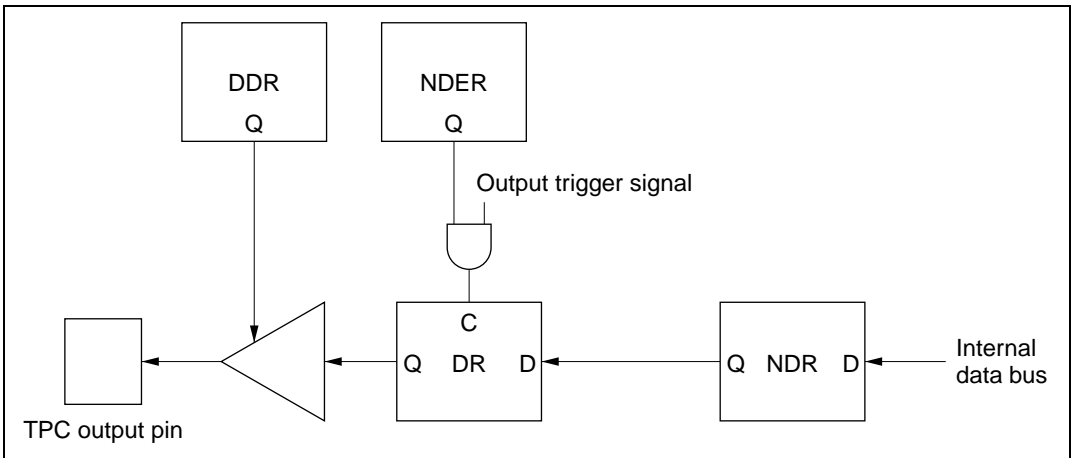 DDR
Q
NDER
Q
Output trigger signal
C
Q DR D
Q NDR D
Internal
data bus
TPC output pin